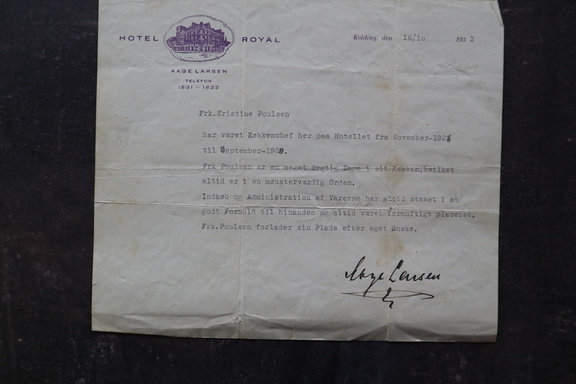 HOTEL ROYAL
AAGE LARSEN
TELEFON
1631 - 1632
Kolding, den 18/10 1933
Frk.Kristine Poulsen
har været Køkkenchef her paa Hotellet fra November-192
til September-1928.
Frk Poulsen er en meget dygtig Dame i sit Køkken,hvilket
altid er i en mønsterværdig Orden.
Indkøb og Administration af Varerne har altid staaet i et
godt Forhold til hinanden og altid været fornuftigt placeret.
Frk.Poulsen forlader sin Plads efter eget Ønske.
Aage Larsen